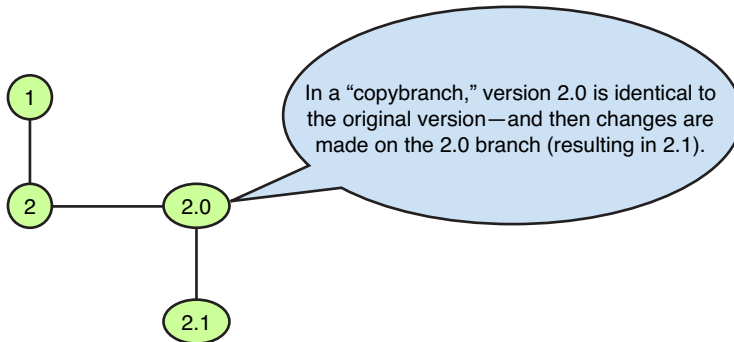 1
In a “copybranch,” version 2.0 is identical to
the original version—and then changes are
made on the 2.0 branch (resulting in 2.1).
2
2.0
2.1